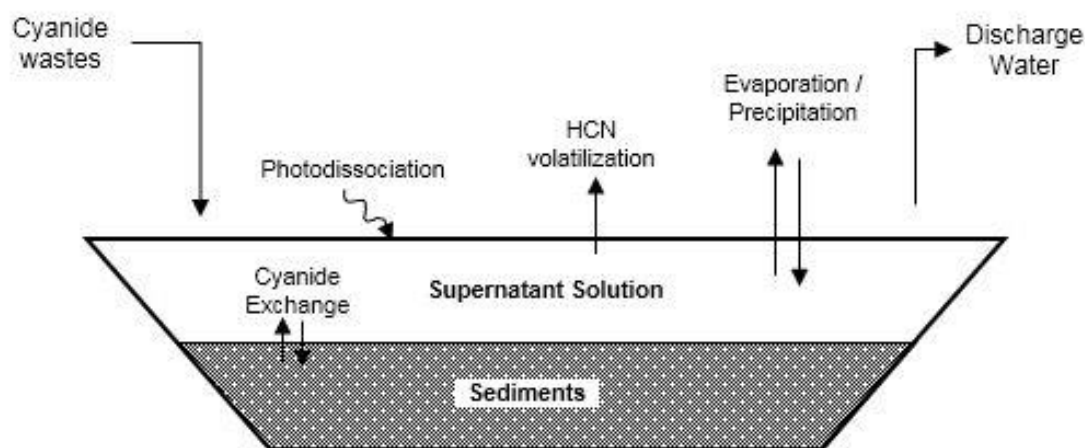 Cyanide
wastes
Discharge
Water
Evaporation /
Precipitation
HCN
volatilization
Photodissociation
Cyanide
Exchange
Supernatant Solution
Sediments